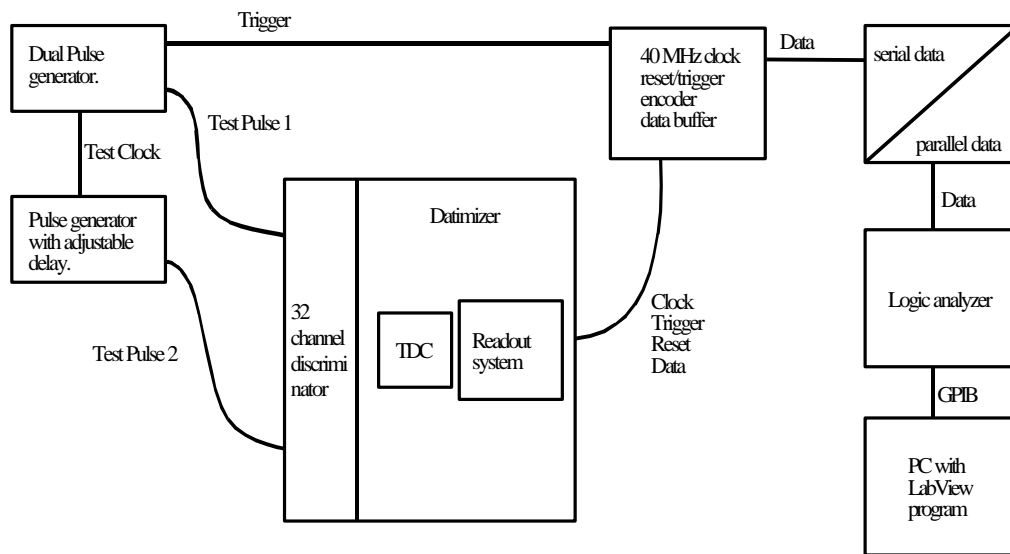 Trigger
Dual Pulse
generator.
Test Pulse 1
Test Clock
Pulse generator
with adjustable
delay.
Test Pulse 2
32
channel
discrimi
nator
Datimizer
TDC
Readout
system
40 MHz clock
reset/trigger
encoder
data buffer
Clock
Trigger
Reset
Data
Data
serial data
parallel data
Data
Logic analyzer
GPIB
PC with
LabView
program